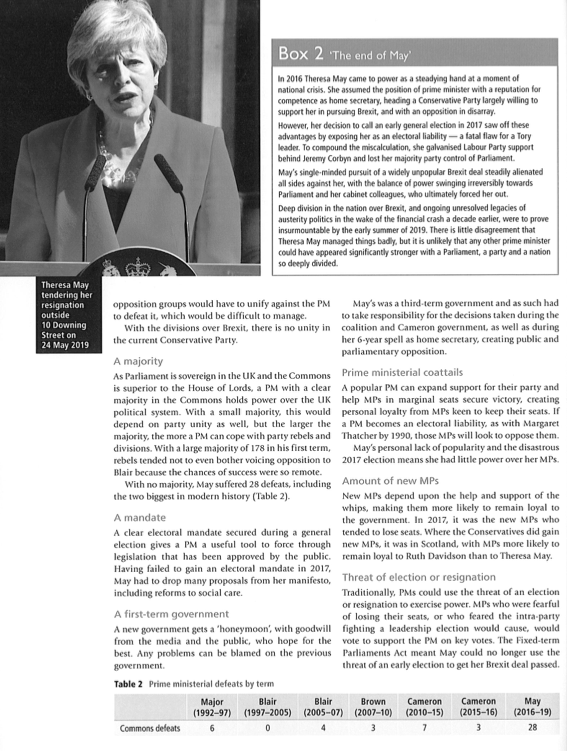 Box 2 'The end of May'
In 2016 Theresa May came to power as a steadying hand at a moment of
national crisis. She assumed the position of prime minister with a reputation for
competence as home secretary, heading a Conservative Party largely willing to
support her in pursuing Brexit, and with an opposition in disarray.
However, her decision to call an early general election in 2017 saw off these
advantages by exposing her as an electoral liability — a fatal flaw for a Tory
leader. To compound the miscalculation, she galvanised Labour Party support
behind Jeremy Corbyn and lost her majority party control of Parliament.
May's single-minded pursuit of a widely unpopular Brexit deal steadily alienated
all sides against her, with the balance of power swinging irreversibly towards
Parliament and her cabinet colleagues, who ultimately forced her out.
Deep division in the nation over Brexit, and ongoing unresolved legacies of
austerity politics in the wake of the financial crash a decade earlier, were to prove
insurmountable by the early summer of 2019. There is little disagreement that
Theresa May managed things badly, but it is unlikely that any other prime minister
could have appeared significantly stronger with a Parliament, a party and a nation
so deeply divided.
Theresa May
tendering her
resignation
outside
10 Downing
Street on
24 May 2019
opposition groups would have to unify against the PM
to defeat it, which would be difficult to manage.
With the divisions over Brexit, there is no unity in
the current Conservative Party.
A majority
As Parliament is sovereign in the UK and the Commons
is superior to the House of Lords, a PM with a clear
majority in the Commons holds power over the UK
political system. With a small majority, this would
depend on party unity as well, but the larger the
majority, the more a PM can cope with party rebels and
divisions. With a large majority of 178 in his first term,
rebels tended not to even bother voicing opposition to
Blair because the chances of success were so remote.
With no majority, May suffered 28 defeats, including
the two biggest in modern history (Table 2).
A mandate
A clear electoral mandate secured during a general
election gives a PM a useful tool to force through
legislation that has been approved by the public.
Having failed to gain an electoral mandate in 2017,
May had to drop many proposals from her manifesto,
including reforms to social care.
A first-term government
A new government gets a 'honeymoon', with goodwill
from the media and the public, who hope for the
best. Any problems can be blamed on the previous
government.
May's was a third-term government and as such had
to take responsibility for the decisions taken during the
coalition and Cameron government, as well as during
her 6-year spell as home secretary, creating public and
parliamentary opposition.
Prime ministerial coattails
A popular PM can expand support for their party and
help MPs in marginal seats secure victory, creating
personal loyalty from MPs keen to keep their seats. If
a PM becomes an electoral liability, as with Margaret
Thatcher by 1990, those MPs will look to oppose them.
May's personal lack of popularity and the disastrous
2017 election means she had little power over her MPs.
Amount of new MPs
New MPs depend upon the help and support of the
whips, making them more likely to remain loyal to
the government. In 2017, it was the new MPs who
tended to lose seats. Where the Conservatives did gain
new MPs, it was in Scotland, with MPs more likely to
remain loyal to Ruth Davidson than to Theresa May.
Threat of election or resignation
Traditionally, PMs could use the threat of an election
or resignation to exercise power. MPs who were fearful
of losing their seats, or who feared the intra-party
fighting a leadership election would cause, would
vote to support the PM on key votes. The Fixed-term
Parliaments Act meant May could no longer use the
threat of an early election to get her Brexit deal passed.
Table 2 Prime ministerial defeats by term
Major Blair Blair Brown Cameron Cameron May
(1992–97) (1997–2005) (2005–07) (2007–10) (2010–15) (2015–16) (2016–19)
Commons defeats 6 0 4 3 7 3 28